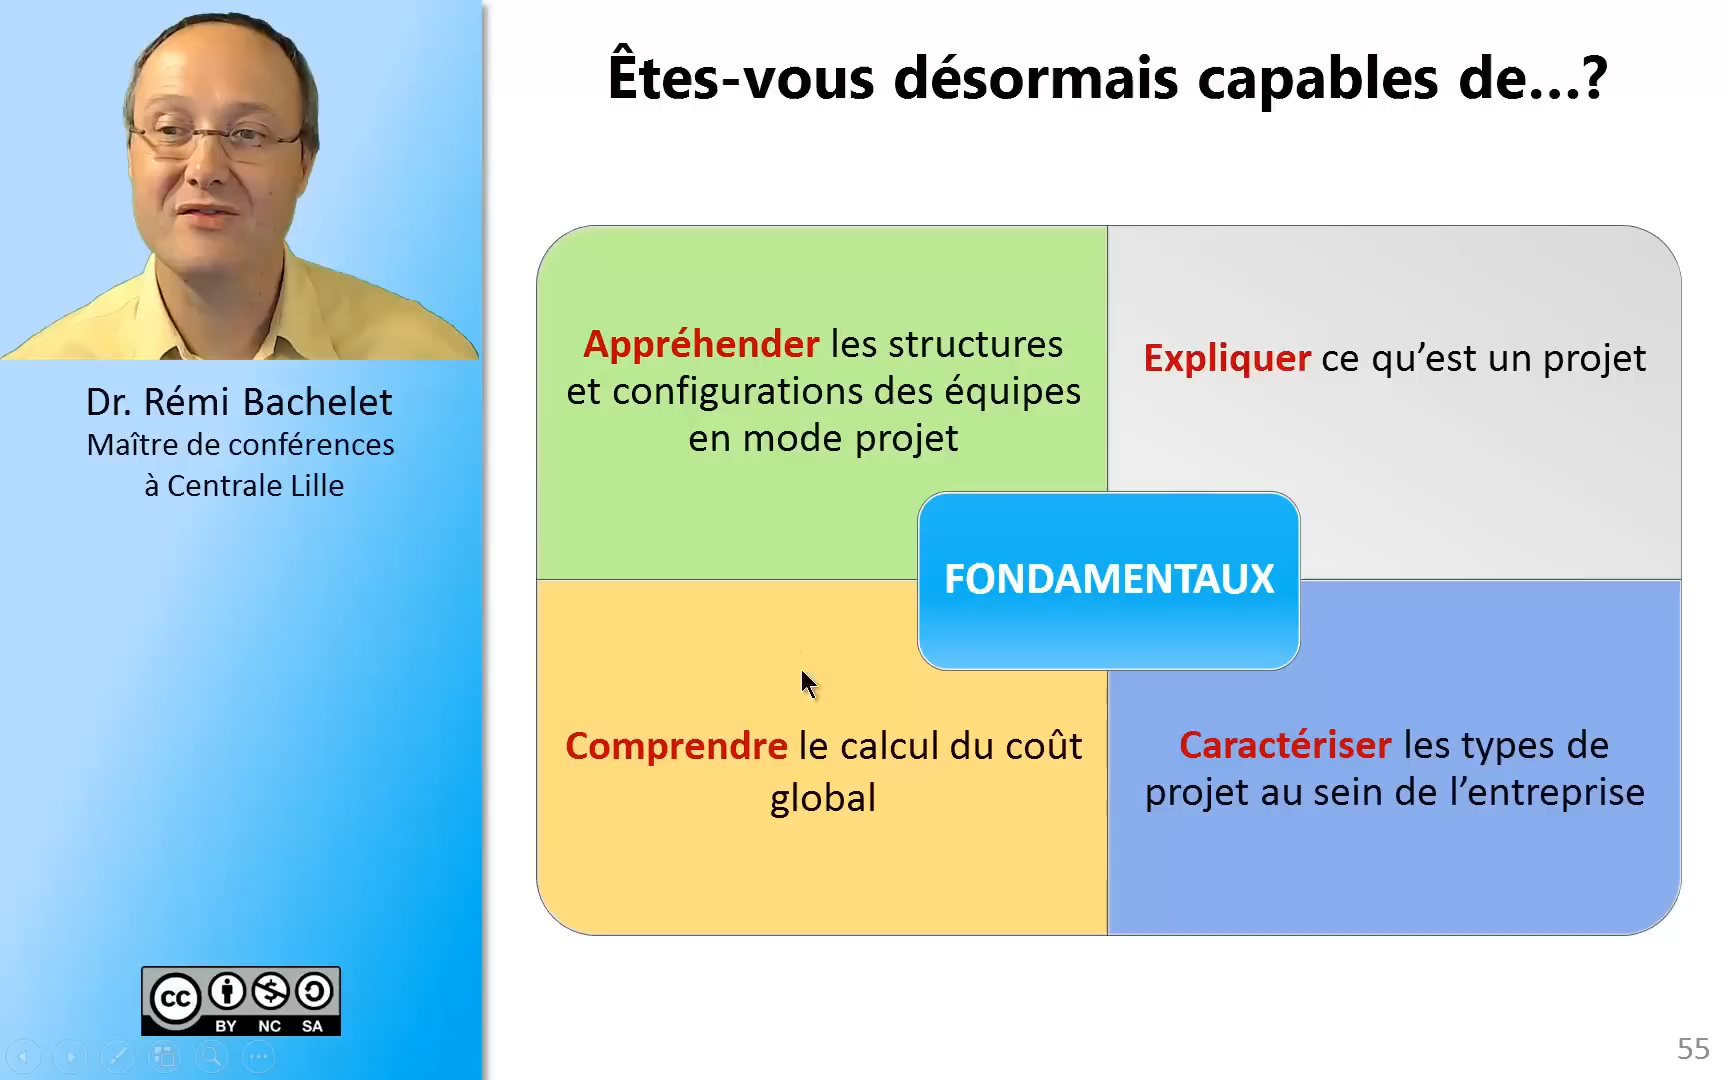 Êtes-vous désormais capables de...?
Appréhender les structures
et configurations des équipes
en mode projet
Expliquer ce qu’est un projet
FONDAMENTAUX
Comprendre le calcul du coût
global
Caractériser les types de
projet au sein de l’entreprise
Dr. Rémi Bachelet
Maître de conférences
à Centrale Lille
cc
BY NC SA
55